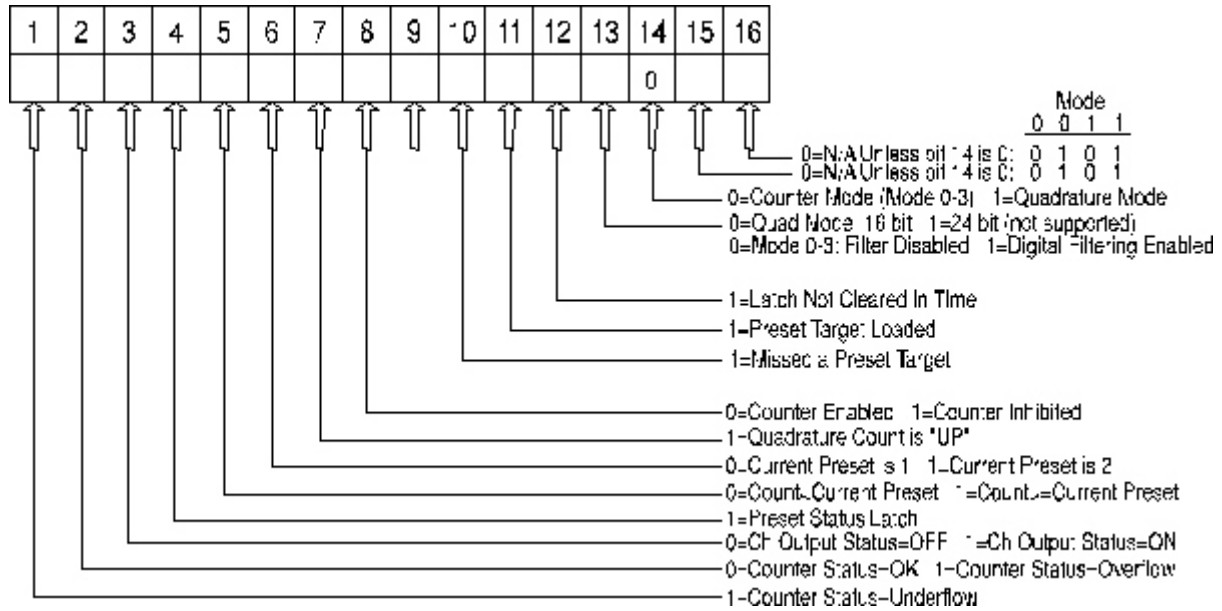 1 2 3 4 5 6 7 8 9 10 11 12 13 14 15 16
0
Mode
0 0 1 1
0=N/A Unless bit 14 is 0: 0 1 0 1
0=N/A Unless bit 14 is 0: 0 1 0 1
0=Counter Mode (Mode 0-3) 1=Quadrature Mode
0=Quad Mode 16 bit 1=24 bit (not supported)
0=Mode 0-3: Filter Disabled 1=Digital Filtering Enabled
1=Latch Not Cleared In Time
1=Preset Target Loaded
1=Missed a Preset Target
0=Counter Enabled 1=Counter Inhibited
1=Quadrature Count is "UP"
0=Current Preset is 1 1=Current Preset is 2
Current Preset Current Preset
1=Preset Status Latch
0=Ch Output Status=OFF 1=Ch Output Status=ON
0=Counter Status=OK 1=Counter Status=Overflow
1=Counter Status=Underflow